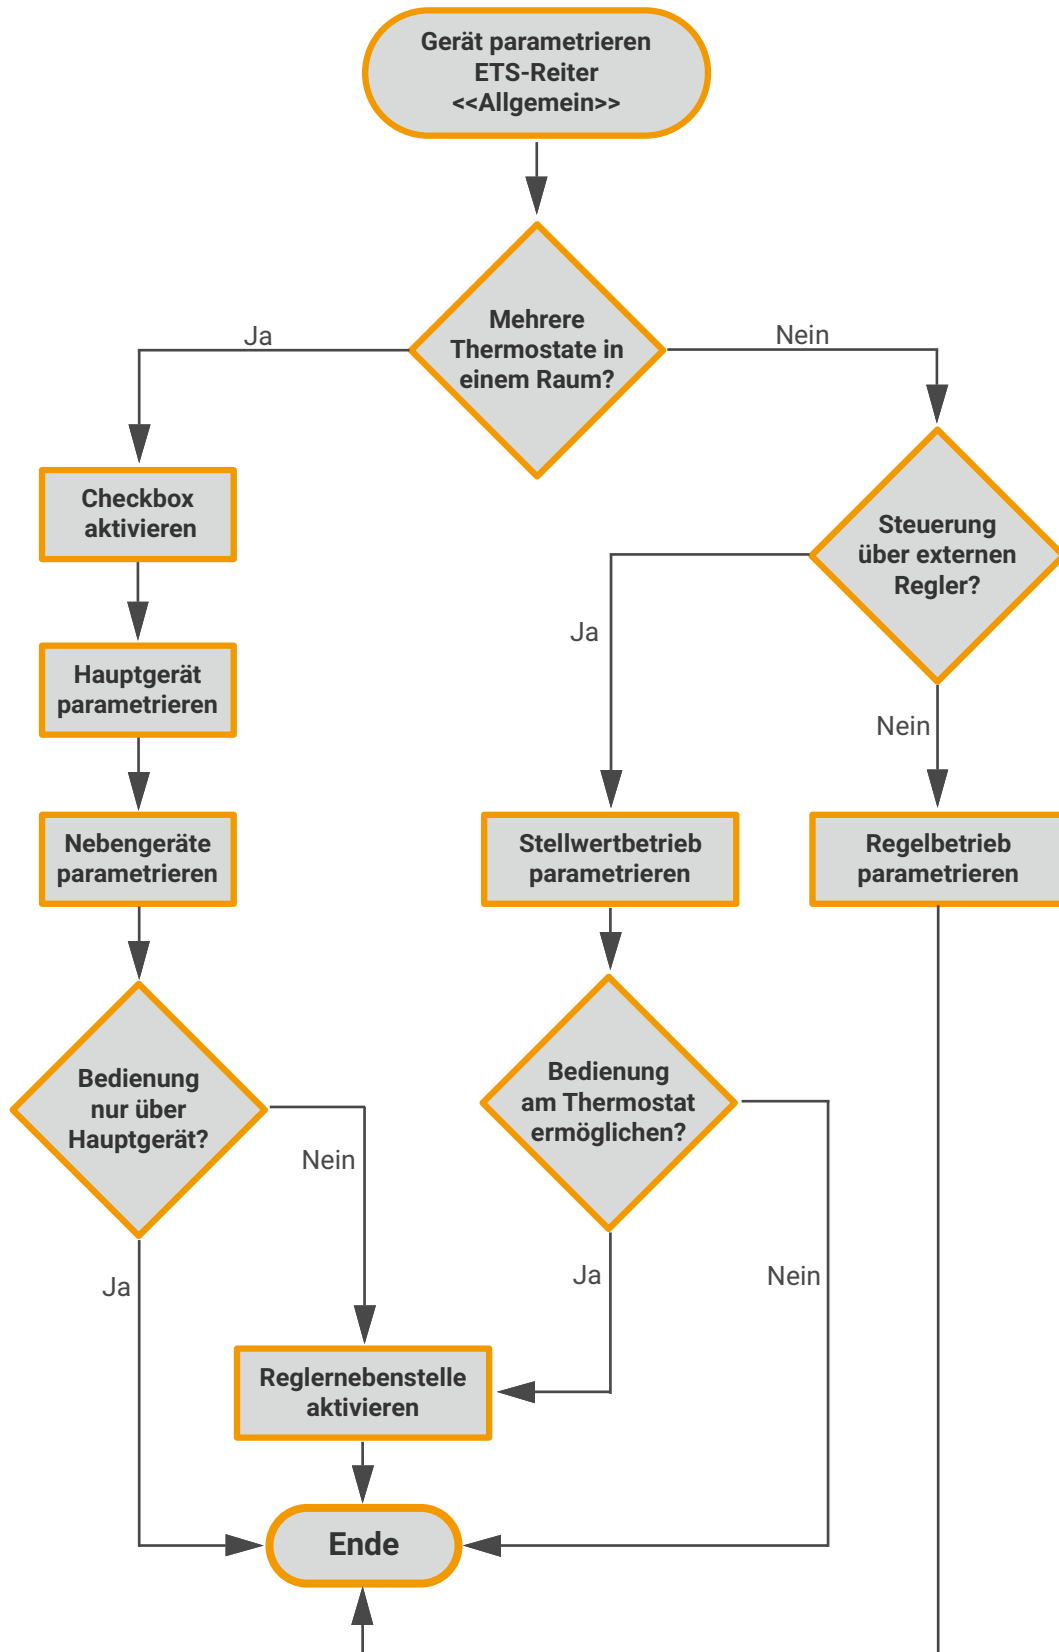 Gerät parametrieren
ETS-Reiter
<<Allgemein>>
Mehrere
Thermostate in
einem Raum?
Ja
Nein
Checkbox
aktivieren
Steuerung
über externen
Regler?
Ja
Nein
Hauptgerät
parametrieren
Nebengeräte
parametrieren
Stellwertbetrieb
parametrieren
Regelbetrieb
parametrieren
Bedienung
nur über
Hauptgerät?
Nein
Ja
Bedienung
am Thermostat
ermöglichen?
Ja
Nein
Reglernebenstelle
aktivieren
Ende